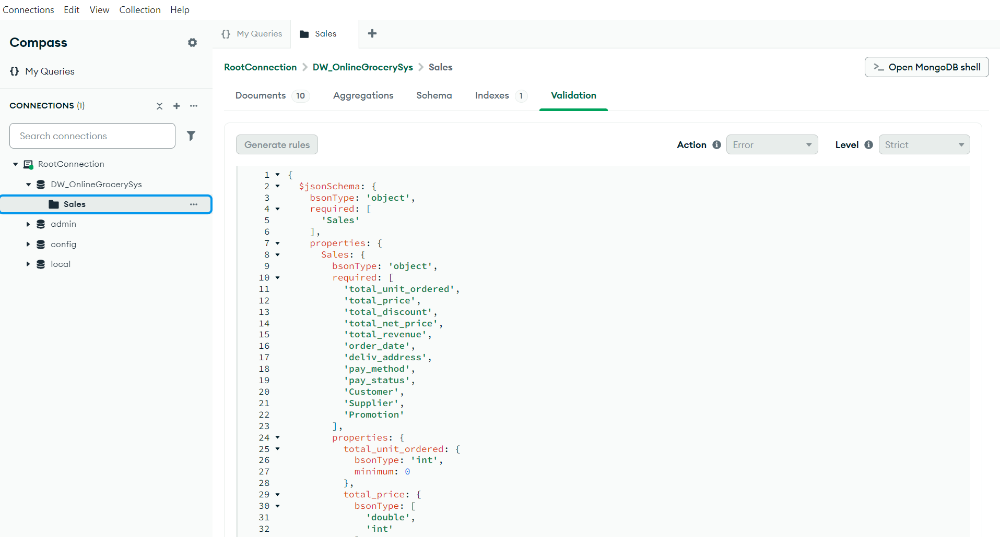 Connections Edit View Collection Help
Compass
{} My Queries
CONNECTIONS (1)
Search connections
RootConnection
DW_OnlineGrocerySys
Sales
admin
config
local
{} My Queries
Sales
RootConnection > DW_OnlineGrocerySys > Sales
>_ Open MongoDB shell
Documents 10 Aggregations Schema Indexes 1 Validation
Generate rules
Action Error Level Strict
1 {
2 $jsonSchema: {
3 bsonType: 'object',
4 required: [
5 'Sales'
6 ],
7 properties: {
8 Sales: {
9 bsonType: 'object',
10 required: [
11 'total_unit_ordered',
12 'total_price',
13 'total_discount',
14 'total_net_price',
15 'total_revenue',
16 'order_date',
17 'deliv_address',
18 'pay_method',
19 'pay_status',
20 'Customer',
21 'Supplier',
22 'Promotion'
23 ],
24 properties: {
25 total_unit_ordered: {
26 bsonType: 'int',
27 minimum: 0
28 },
29 total_price: {
30 bsonType: [
31 'double',
32 'int'